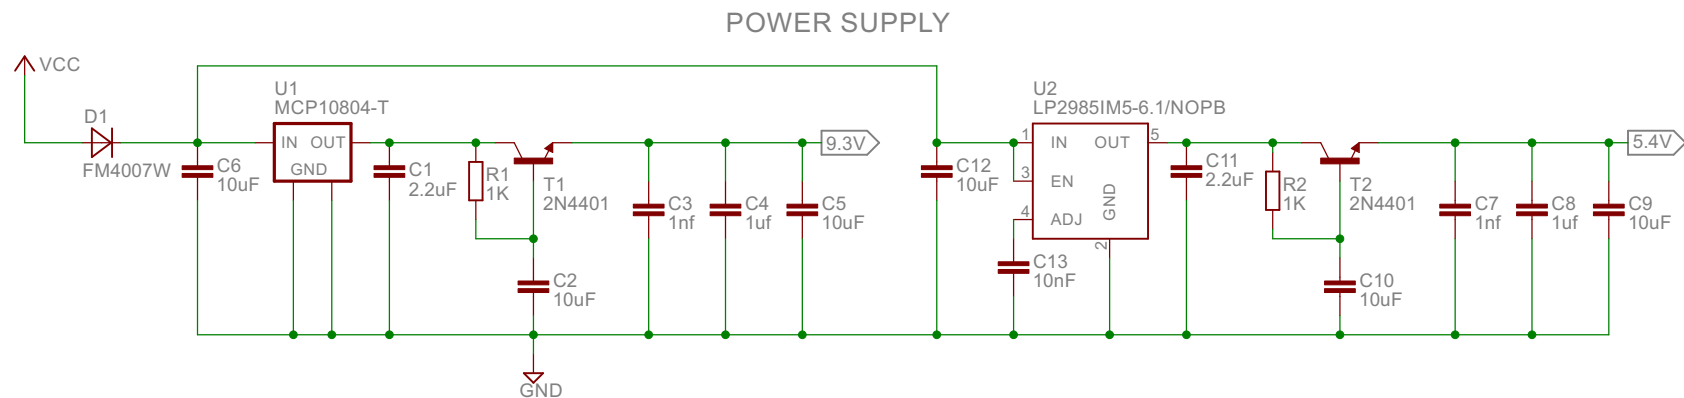 POWER SUPPLY
VCC
D1
FM4007W
C6
10uF
U1
MCP10804-T
IN OUT
GND
C1
2.2uF
R1
1K
T1
2N4401
C2
10uF
GND
C3
1nf
C4
1uf
C5
10uF
9.3V
C12
10uF
U2
LP2985IM5-6.1/NOPB
1
IN
OUT
5
3
EN
4
ADJ
GND
2
C13
10nF
C11
2.2uF
R2
1K
T2
2N4401
C10
10uF
C7
1nf
C8
1uf
C9
10uF
5.4V